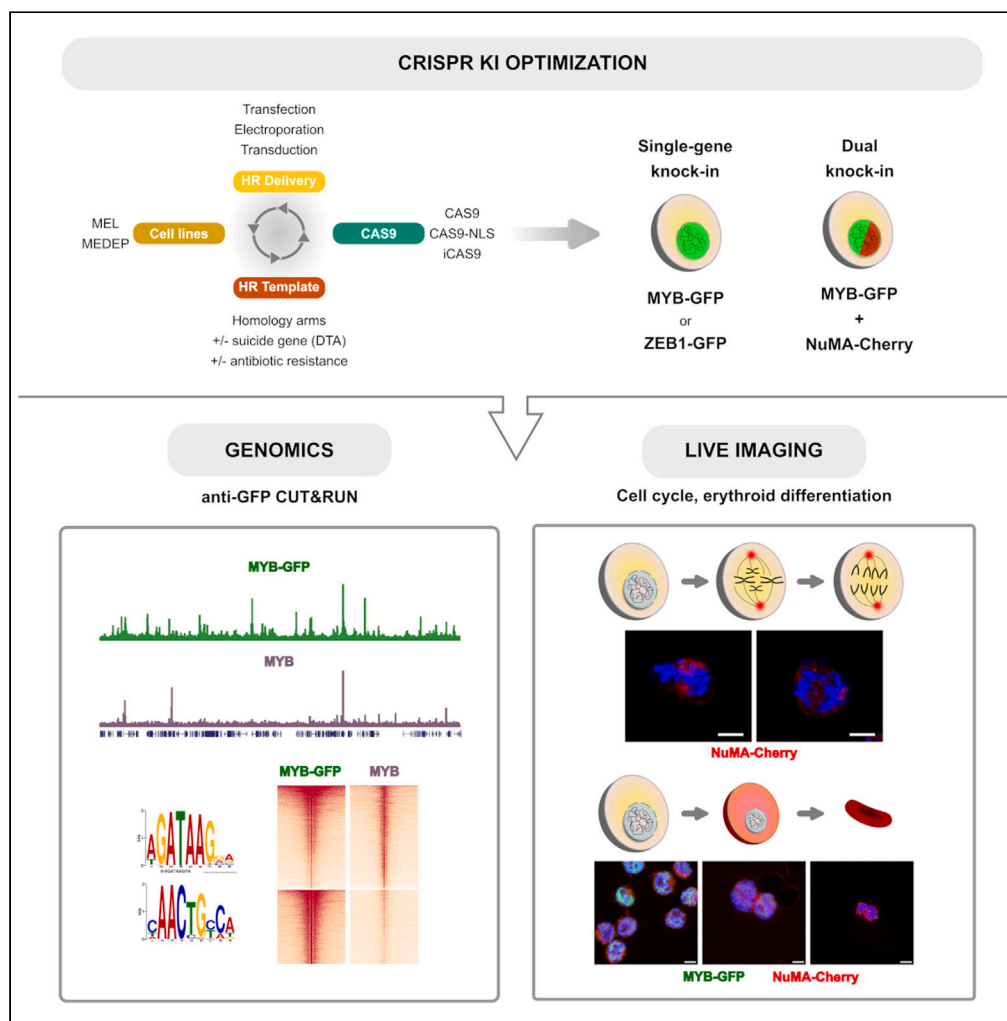 CRISPR KI OPTIMIZATION
Transfection
Electroporation
Transduction
HR Delivery
MEL
MEDEP
Cell lines
CAS9
CAS9
CAS9-NLS
iCAS9
HR Template
Homology arms
+/- suicide gene (DTA)
+/- antibiotic resistance
Single-gene
knock-in
MYB-GFP
or
ZEB1-GFP
Dual
knock-in
MYB-GFP
+
NuMA-Cherry
GENOMICS
anti-GFP CUT&RUN
MYB-GFP
MYB
MYB-GFP
MYB
AGATAAG
AACTG
CA
LIVE IMAGING
Cell cycle, erythroid differentiation
NuMA-Cherry
MYB-GFP
NuMA-Cherry